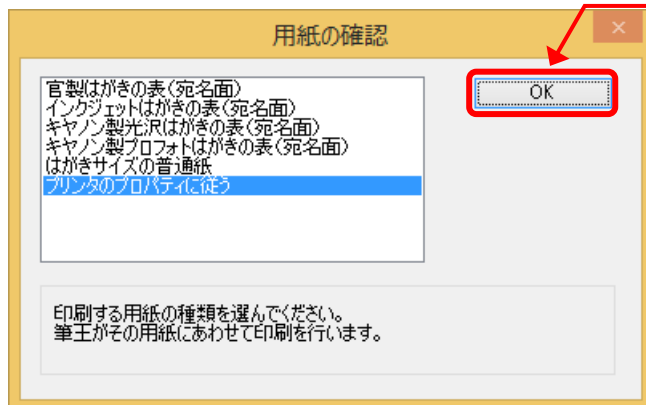 用紙の確認
官製はがきの表(宛名面)
インクジェットはがきの表(宛名面)
キヤノン製光沢はがきの表(宛名面)
キヤノン製プロフォトはがきの表(宛名面)
はがきサイズの普通紙
プリンタのプロパティに従う
OK
印刷する用紙の種類を選んでください。
筆王がその用紙にあわせて印刷を行います。